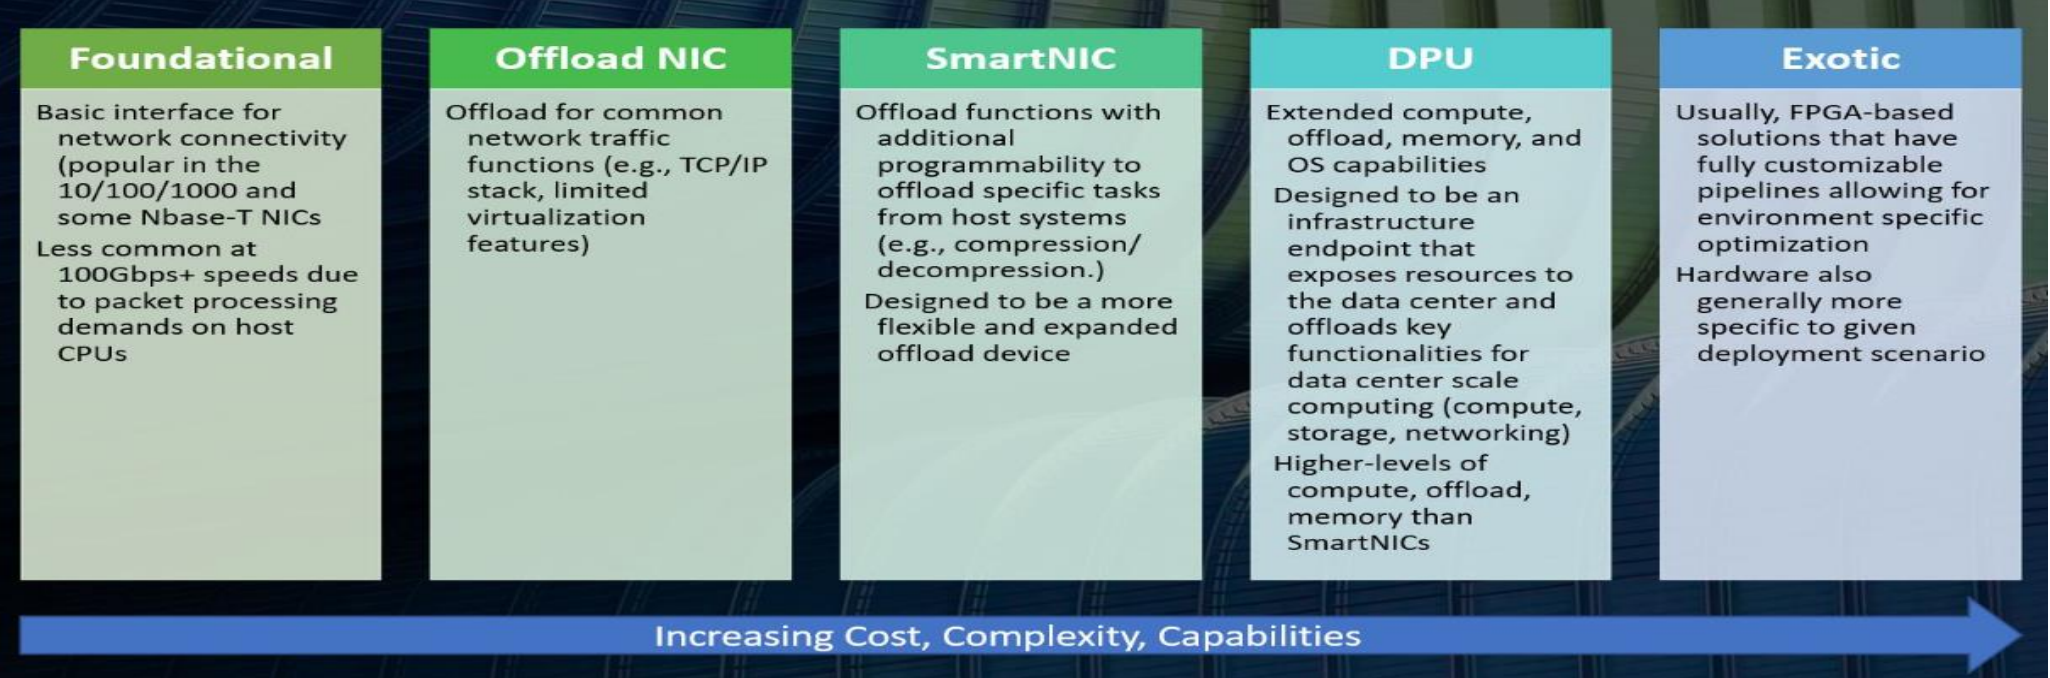 Foundational
Basic interface for
network connectivity
(popular in the
10/100/1000 and
some Nbase-T NICs
Less common at
100Gbps+ speeds due
to packet processing
demands on host
CPUs
Offload NIC
Offload for common
network traffic
functions (e.g., TCP/IP
stack, limited
virtualization
features)
SmartNIC
Offload functions with
additional
programmability to
offload specific tasks
from host systems
(e.g., compression/
decompression.)
Designed to be a more
flexible and expanded
offload device
DPU
Extended compute,
offload, memory, and
OS capabilities
Designed to be an
infrastructure
endpoint that
exposes resources to
the data center and
offloads key
functionalities for
data center scale
computing (compute,
storage, networking)
Higher-levels of
compute, offload,
memory than
SmartNICs
Exotic
Usually, FPGA-based
solutions that have
fully customizable
pipelines allowing for
environment specific
optimization
Hardware also
generally more
specific to given
deployment scenario
Increasing Cost, Complexity, Capabilities